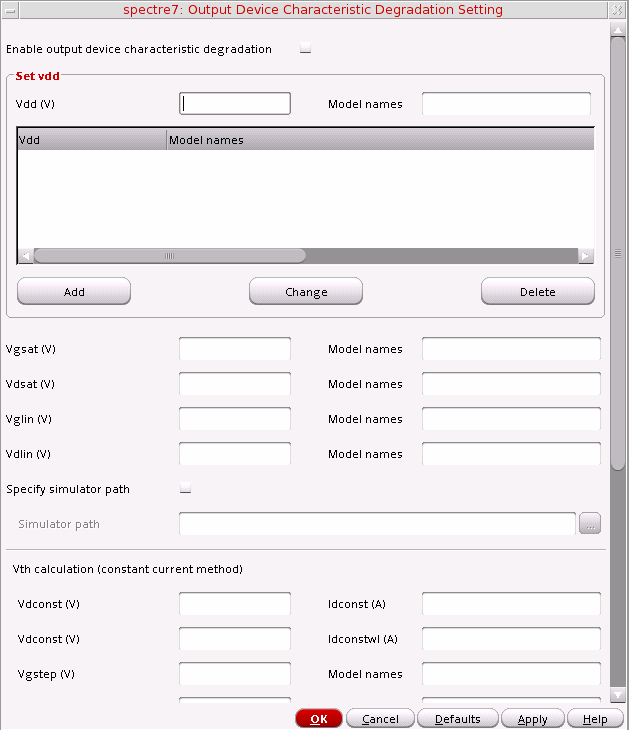 spectre7: Output Device Characteristic Degradation Setting
Enable output device characteristic degradation
Set vdd
Vdd (V) Model names
Vdd Model names
Add Change Delete
Vgsat (V) Model names
Vdsat (V) Model names
Vglin (V) Model names
Vdlin (V) Model names
Specify simulator path
Simulator path ...
Vth calculation (constant current method)
Vdconst (V) Idconst (A)
Vdconst (V) Idconstwl (A)
Vgstep (V) Model names
OK Cancel Defaults Apply Help